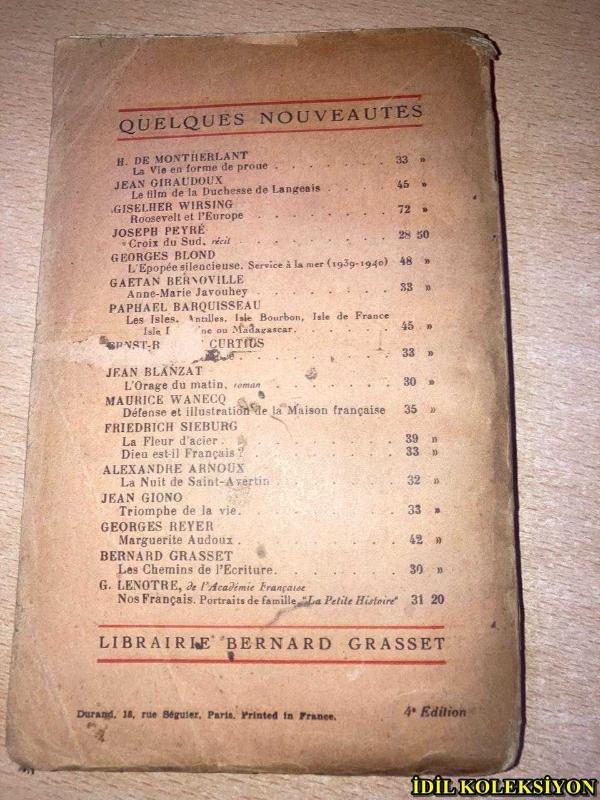 QUELQUES NOUVEAUTES
H. DE MONTHERLANT
La Vie en forme de proue . . . . . . . 33 »
JEAN GIRAUDOUX
Le film de la Duchesse de Langeais . . . . 45 »
GISELHER WIRSING
Roosevelt et l'Europe . . . . . . . . 72 »
JOSEPH PEYRÉ
Croix du Sud, récit . . . . . . . . 28 50
GEORGES BLOND
L'Epopée silencieuse. Service à la mer (1939-1940) 48 »
GAETAN BERNOVILLE
Anne-Marie Javouhey . . . . . . . . 33 »
PAPHAEL BARQUISSEAU
Les Isles. Antilles, Isle Bourbon, Isle de France
Isle ou Madagascar. . . . . . 45 »
CURTIUS
33 »
JEAN BLANZAT
L'Orage du matin, roman . . . . . . . 30 »
MAURICE WANECQ
Défense et illustration de la Maison française 35 »
FRIEDRICH SIEBURG
La Fleur d'acier . . . . . . . . . 39 »
Dieu est-il Français ? . . . . . . . . 33 »
ALEXANDRE ARNOUX
La Nuit de Saint-Avertin . . . . . . . 32 »
JEAN GIONO
Triomphe de la vie. . . . . . . . . 33 »
GEORGES REYER
Marguerite Audoux . . . . . . . . . 42 »
BERNARD GRASSET
Les Chemins de l'Ecriture. . . . . . . 30 »
G. LENOTRE, de l'Académie Française
Nos Français. Portraits de famille "La Petite Histoire" 31 20
LIBRAIRIE BERNARD GRASSET
Durand, 18, rue Séguier, Paris. Printed in France. 4e Edition
İDİL KOLEKSİYON